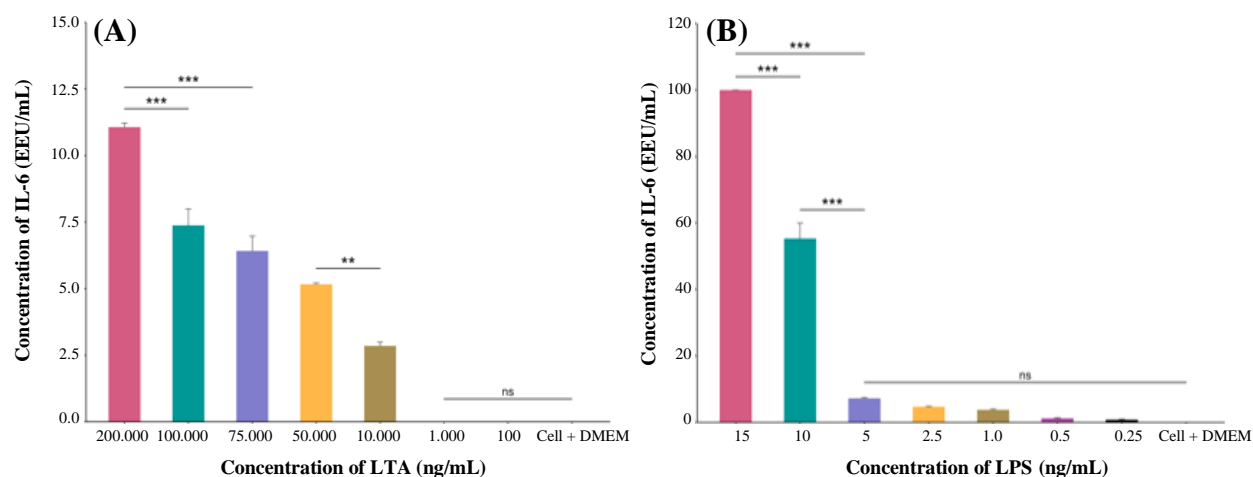 (A)
Concentration of IL-6 (EEU/mL)
15.0
12.5
10.0
7.5
5.0
2.5
0.0
***
***
**
ns
200.000 100.000 75.000 50.000 10.000 1.000 100 Cell + DMEM
Concentration of LTA (ng/mL)
(B)
Concentration of IL-6 (EEU/mL)
120
100
80
60
40
20
0
***
***
***
ns
15 10 5 2.5 1.0 0.5 0.25 Cell + DMEM
Concentration of LPS (ng/mL)